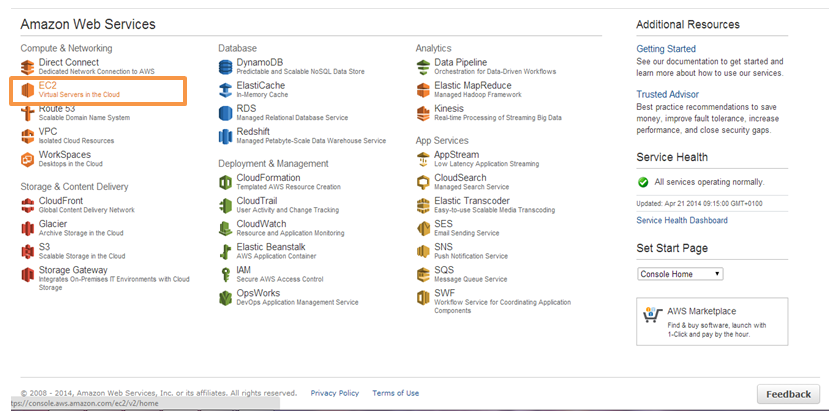 Amazon Web Services
Compute & Networking
Direct Connect
Dedicated Network Connection to AWS
EC2
Virtual Servers in the Cloud
Route 53
Scalable Domain Name System
VPC
Isolated Cloud Resources
WorkSpaces
Desktops in the Cloud
Storage & Content Delivery
CloudFront
Global Content Delivery Network
Glacier
Archive Storage in the Cloud
S3
Scalable Storage in the Cloud
Storage Gateway
Integrates On-Premises IT Environments with Cloud
Storage
Database
DynamoDB
Predictable and Scalable NoSQL Data Store
ElastiCache
In-Memory Cache
RDS
Managed Relational Database Service
Redshift
Managed Petabyte-Scale Data Warehouse Service
Deployment & Management
CloudFormation
Templated AWS Resource Creation
CloudTrail
User Activity and Change Tracking
CloudWatch
Resource and Application Monitoring
Elastic Beanstalk
AWS Application Container
IAM
Secure AWS Access Control
OpsWorks
DevOps Application Management Service
Analytics
Data Pipeline
Orchestration for Data-Driven Workflows
Elastic MapReduce
Managed Hadoop Framework
Kinesis
Real-time Processing of Streaming Big Data
App Services
AppStream
Low Latency Application Streaming
CloudSearch
Managed Search Service
Elastic Transcoder
Easy-to-use Scalable Media Transcoding
SES
Email Sending Service
SNS
Push Notification Service
SQS
Message Queue Service
SWF
Workflow Service for Coordinating Application
Components
Additional Resources
Getting Started
See our documentation to get started and
learn more about how to use our services.
Trusted Advisor
Best practice recommendations to save
money, improve fault tolerance, increase
performance, and close security gaps.
Service Health
All services operating normally.
Updated: Apr 21 2014 09:15:00 GMT+0100
Service Health Dashboard
Set Start Page
Console Home
AWS Marketplace
Find & buy software, launch with
1-Click and pay by the hour.
© 2008 - 2014, Amazon Web Services, Inc. or its affiliates. All rights reserved. Privacy Policy Terms of Use
Feedback
tps://console.aws.amazon.com/ec2/v2/home